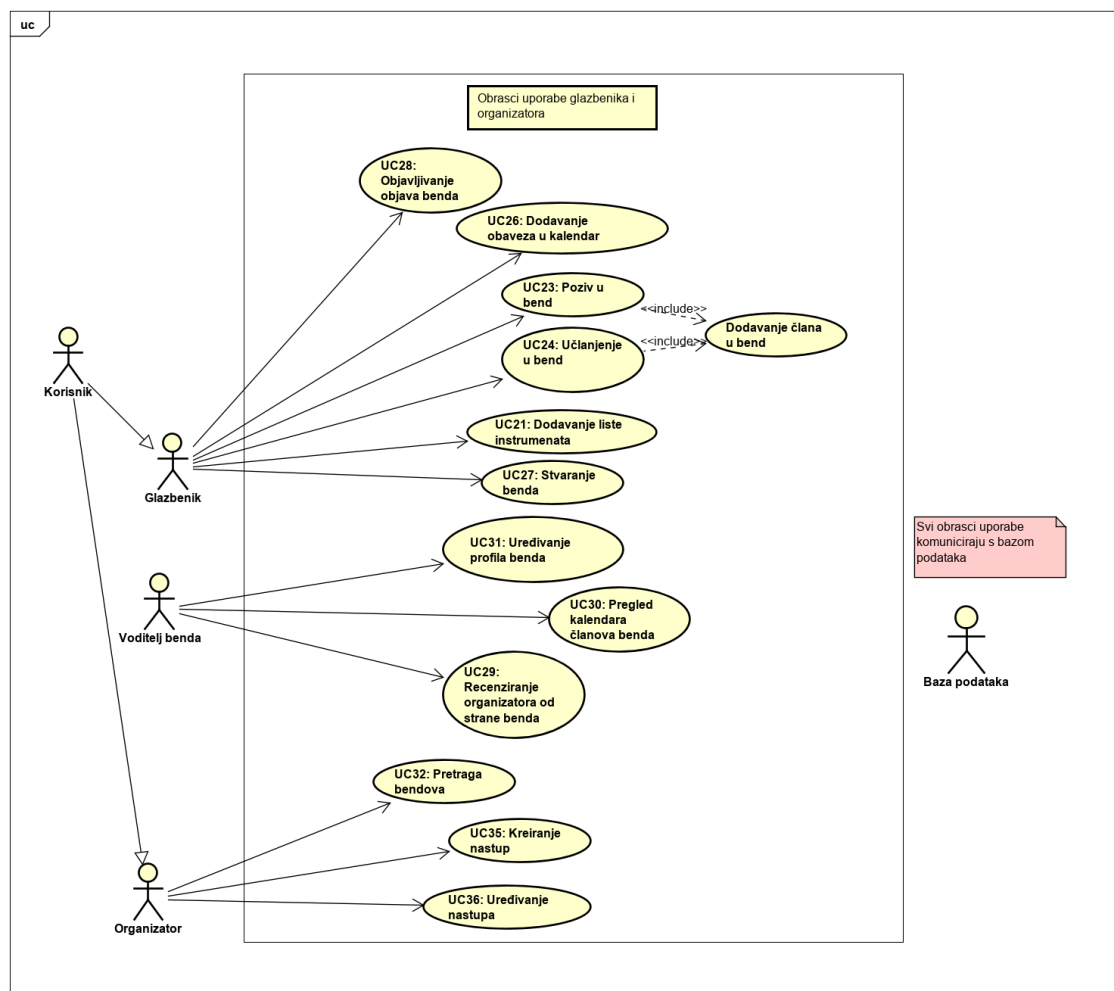 uc
Obrasci uporabe glazbenika i
organizatora
UC28:
Objavljivanje
objava benda
UC26: Dodavanje
obaveza u kalendar
UC23: Poziv u
bend
<<include>>
Dodavanje člana
u bend
UC24: Učlanjenje
u bend
<<include>>
Korisnik
UC21: Dodavanje liste
instrumenata
Glazbenik
UC27: Stvaranje
benda
UC31: Uređivanje
profila benda
Svi obrasci uporabe
komuniciraju s bazom
podataka
Voditelj benda
UC30: Pregled
kalendara
članova benda
Baza podataka
UC29:
Recenziranje
organizatora od
strane benda
UC32: Pretraga
bendova
UC35: Kreiranje
nastup
Organizator
UC36: Uređivanje
nastupa